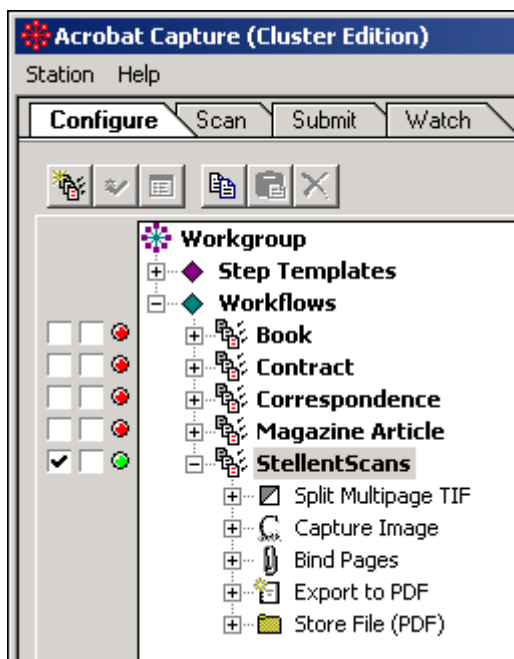 Acrobat Capture (Cluster Edition)
Station Help
Configure Scan Submit Watch
Workgroup
Step Templates
Workflows
Book
Contract
Correspondence
Magazine Article
StellentScans
Split Multipage TIF
Capture Image
Bind Pages
Export to PDF
Store File (PDF)